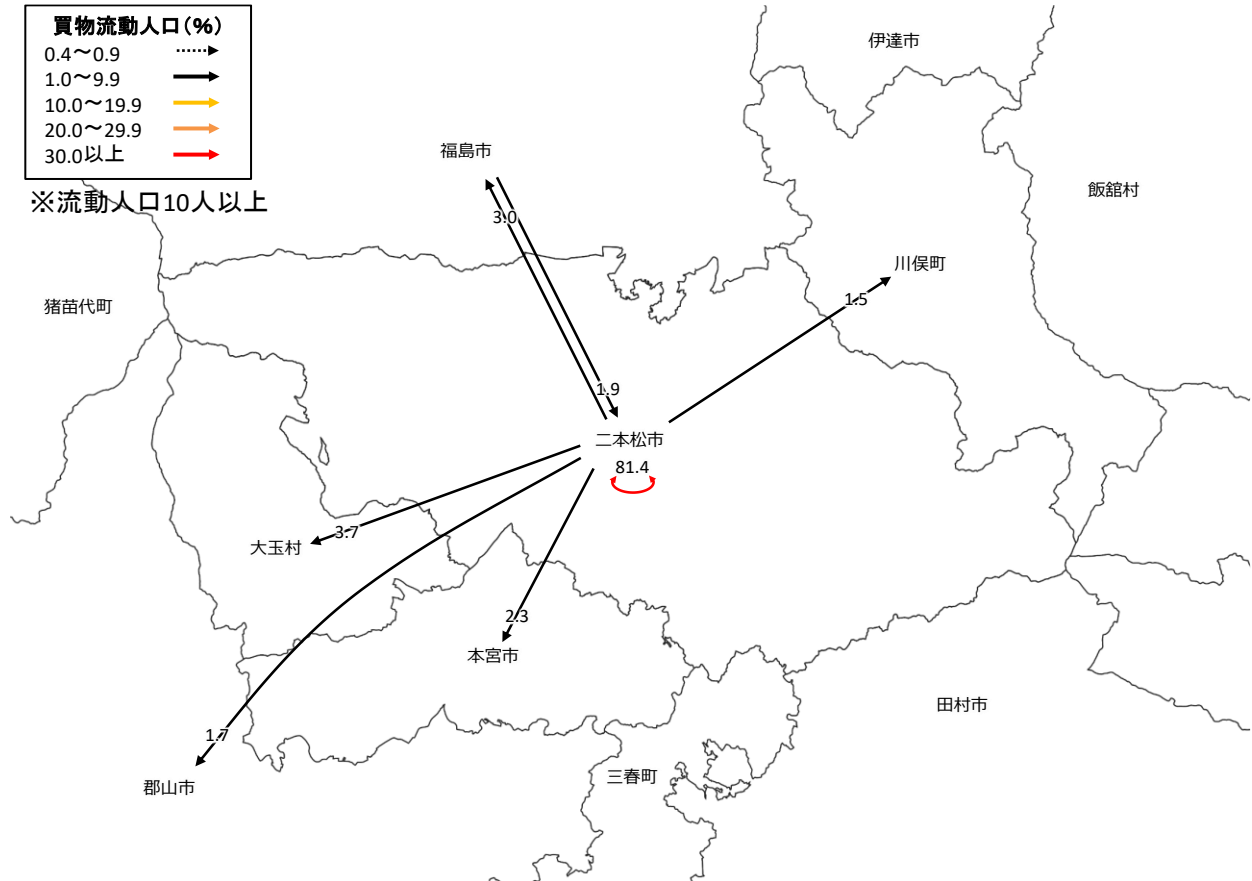 買物流動人口(%)
0.4～0.9
1.0～9.9
10.0～19.9
20.0～29.9
30.0以上
※流動人口10人以上
伊達市
福島市
飯舘村
3.0
川俣町
猪苗代町
1.5
1.9
二本松市
81.4
3.7
大玉村
2.3
本宮市
田村市
1.7
三春町
郡山市